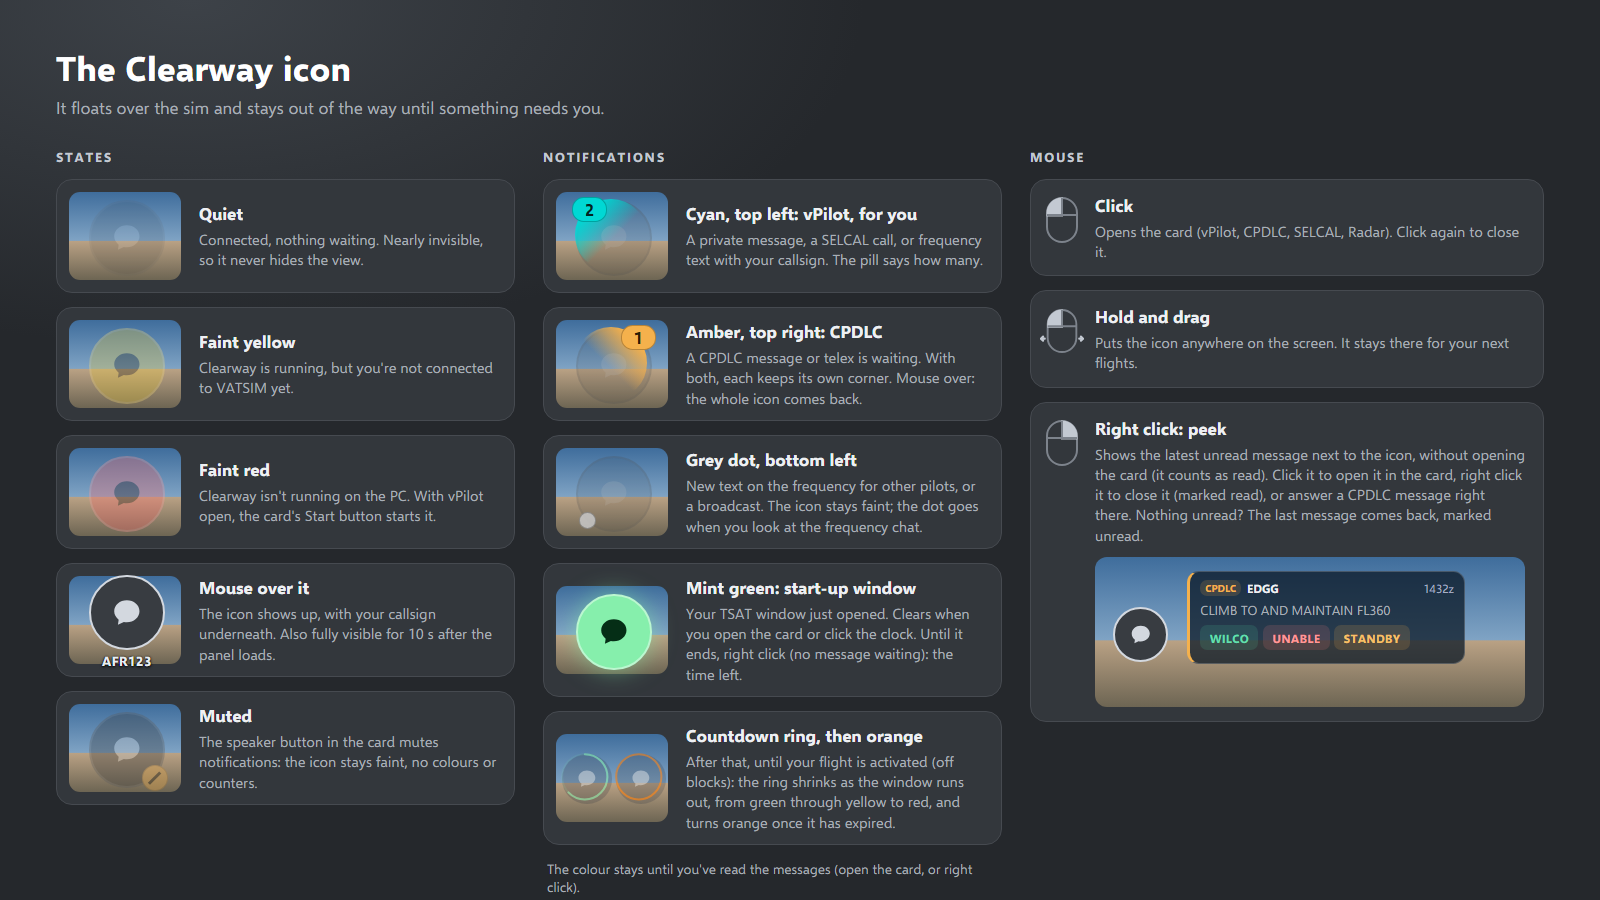 The Clearway icon
It floats over the sim and stays out of the way until something needs you.
STATES
Quiet
Connected, nothing waiting. Nearly invisible,
so it never hides the view.
Faint yellow
Clearway is running, but you're not connected
to VATSIM yet.
Faint red
Clearway isn't running on the PC. With vPilot
open, the card's Start button starts it.
AFR123
Mouse over it
The icon shows up, with your callsign
underneath. Also fully visible for 10 s after the
panel loads.
Muted
The speaker button in the card mutes
notifications: the icon stays faint, no colours or
counters.
NOTIFICATIONS
2
Cyan, top left: vPilot, for you
A private message, a SELCAL call, or frequency
text with your callsign. The pill says how many.
1
Amber, top right: CPDLC
A CPDLC message or telex is waiting. With
both, each keeps its own corner. Mouse over:
the whole icon comes back.
Grey dot, bottom left
New text on the frequency for other pilots, or
a broadcast. The icon stays faint; the dot goes
when you look at the frequency chat.
Mint green: start-up window
Your TSAT window just opened. Clears when
you open the card or click the clock. Until it
ends, right click (no message waiting): the
time left.
Countdown ring, then orange
After that, until your flight is activated (off
blocks): the ring shrinks as the window runs
out, from green through yellow to red, and
turns orange once it has expired.
The colour stays until you've read the messages (open the card, or right
click).
MOUSE
Click
Opens the card (vPilot, CPDLC, SELCAL, Radar). Click again to close
it.
Hold and drag
Puts the icon anywhere on the screen. It stays there for your next
flights.
Right click: peek
Shows the latest unread message next to the icon, without opening
the card (it counts as read). Click it to open it in the card, right click
it to close it (marked read), or answer a CPDLC message right
there. Nothing unread? The last message comes back, marked
unread.
CPDLC EDGG 1432z
CLIMB TO AND MAINTAIN FL360
WILCO UNABLE STANDBY